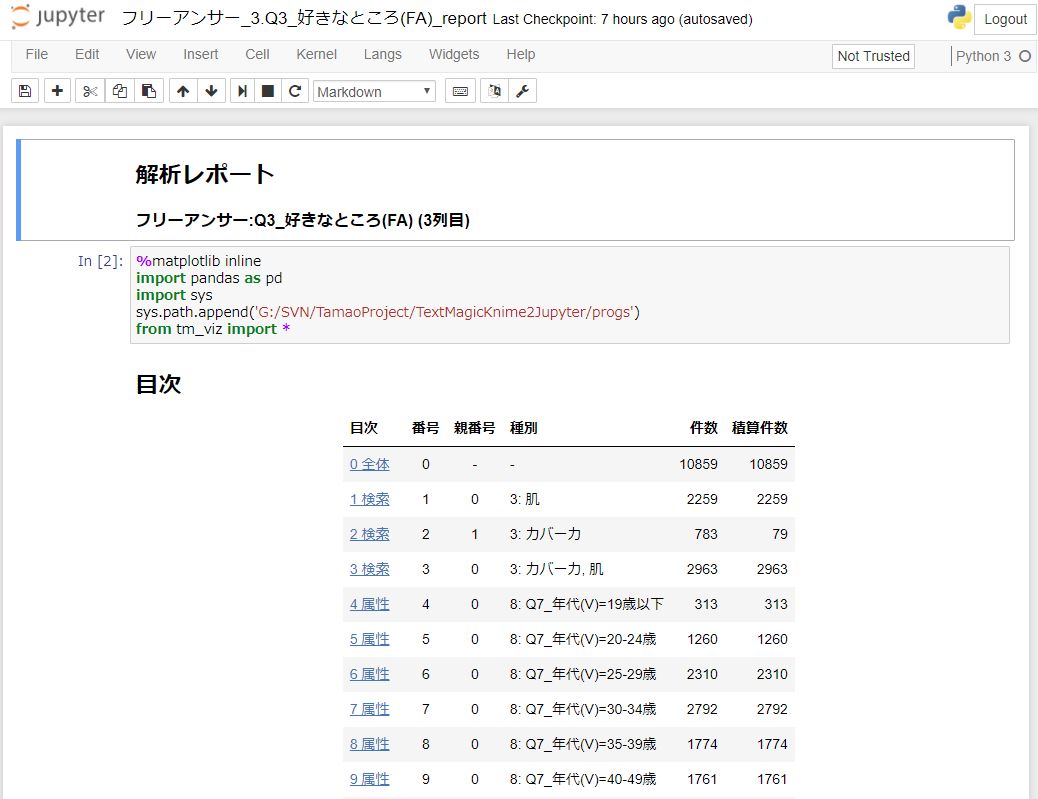 jupyter フリーアンサー_3.Q3_好きなところ(FA)_report Last Checkpoint: 7 hours ago (autosaved) Logout
File Edit View Insert Cell Kernel Langs Widgets Help Not Trusted Python 3
Markdown
解析レポート
フリーアンサー:Q3_好きなところ(FA) (3列目)
In [2]: %matplotlib inline
import pandas as pd
import sys
sys.path.append('G:/SVN/TamaoProject/TextMagicKnime2Jupyter/progs')
from tm_viz import *
目次
目次 番号 親番号 種別 件数 積算件数
0 全体 0 - - 10859 10859
1 検索 1 0 3: 肌 2259 2259
2 検索 2 1 3: カバー力 783 79
3 検索 3 0 3: カバー力, 肌 2963 2963
4 属性 4 0 8: Q7_年代(V)=19歳以下 313 313
5 属性 5 0 8: Q7_年代(V)=20-24歳 1260 1260
6 属性 6 0 8: Q7_年代(V)=25-29歳 2310 2310
7 属性 7 0 8: Q7_年代(V)=30-34歳 2792 2792
8 属性 8 0 8: Q7_年代(V)=35-39歳 1774 1774
9 属性 9 0 8: Q7_年代(V)=40-49歳 1761 1761